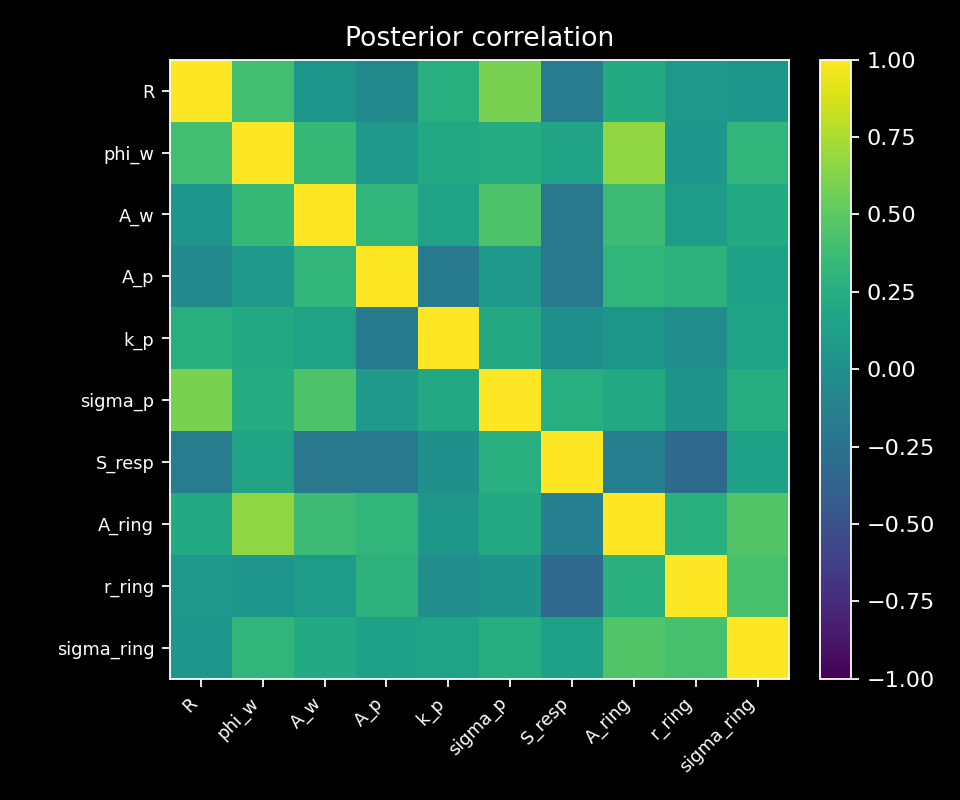 Posterior correlation
R
phi_w
A_w
A_p
k_p
sigma_p
S_resp
A_ring
r_ring
sigma_ring
R
phi_w
A_w
A_p
k_p
sigma_p
S_resp
A_ring
r_ring
sigma_ring
1.00
0.75
0.50
0.25
0.00
−0.25
−0.50
−0.75
−1.00